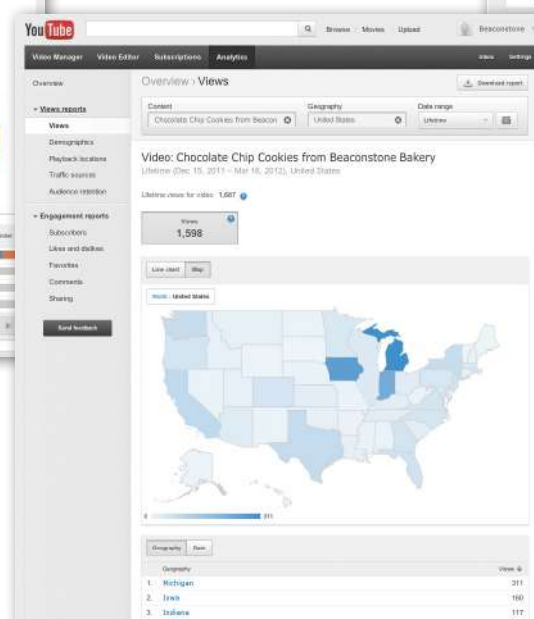 YouTube
Browse Movies Upload
Beaconstone
Video Manager Video Editor Subscriptions Analytics
Inbox Settings
Overview
Overview › Views
Download report
Views reports
Views
Demographics
Playback locations
Traffic sources
Audience retention
Engagement reports
Subscribers
Likes and dislikes
Favorites
Comments
Sharing
Send feedback
Content
Chocolate Chip Cookies from Beacon
Geography
United States
Date range
Lifetime
Video: Chocolate Chip Cookies from Beaconstone Bakery
Lifetime (Dec 15, 2011 – Mar 18, 2012), United States
Lifetime views for video: 1,687
Views
1,598
Line chart Map
World › United States
0 311
Geography Date
Geography Views
1. Michigan 311
2. Iowa 160
3. Indiana 117